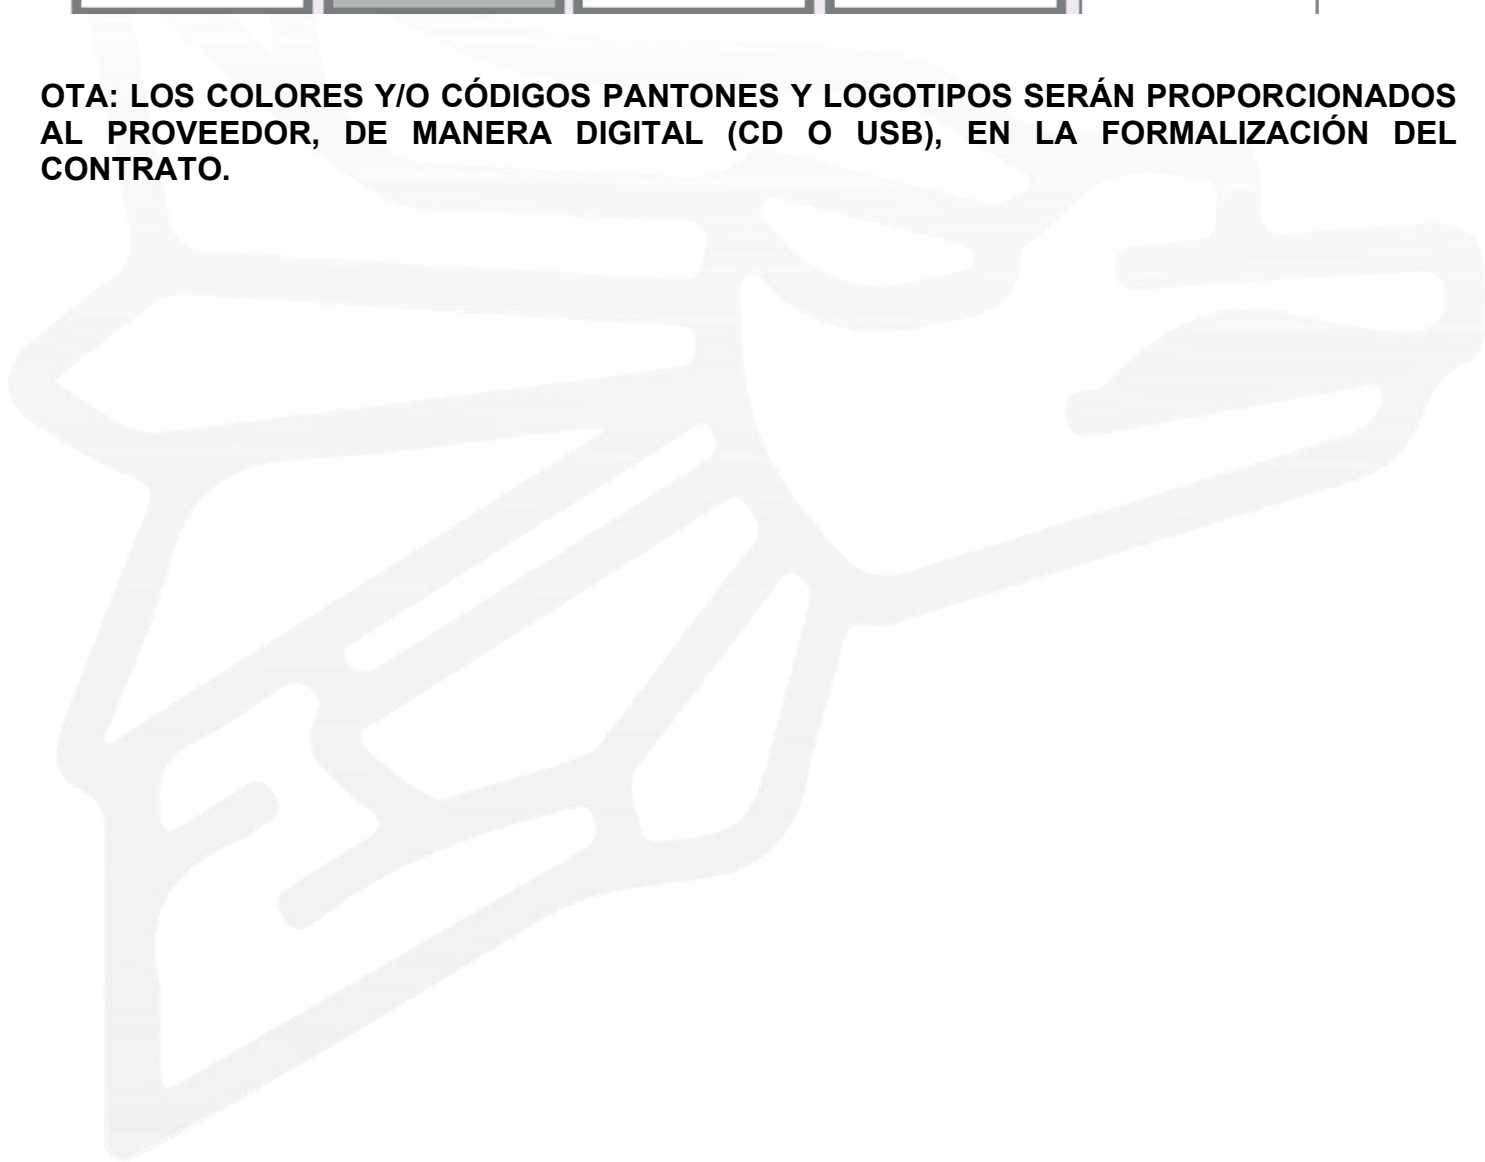 OTA: LOS COLORES Y/O CÓDIGOS PANTONES Y LOGOTIPOS SERÁN PROPORCIONADOS
AL PROVEEDOR, DE MANERA DIGITAL (CD O USB), EN LA FORMALIZACIÓN DEL
CONTRATO.